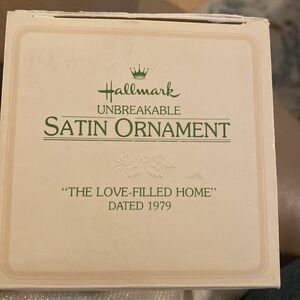 Hallmark
UNBREAKABLE
SATIN ORNAMENT
"THE LOVE-FILLED HOME"
DATED 1979